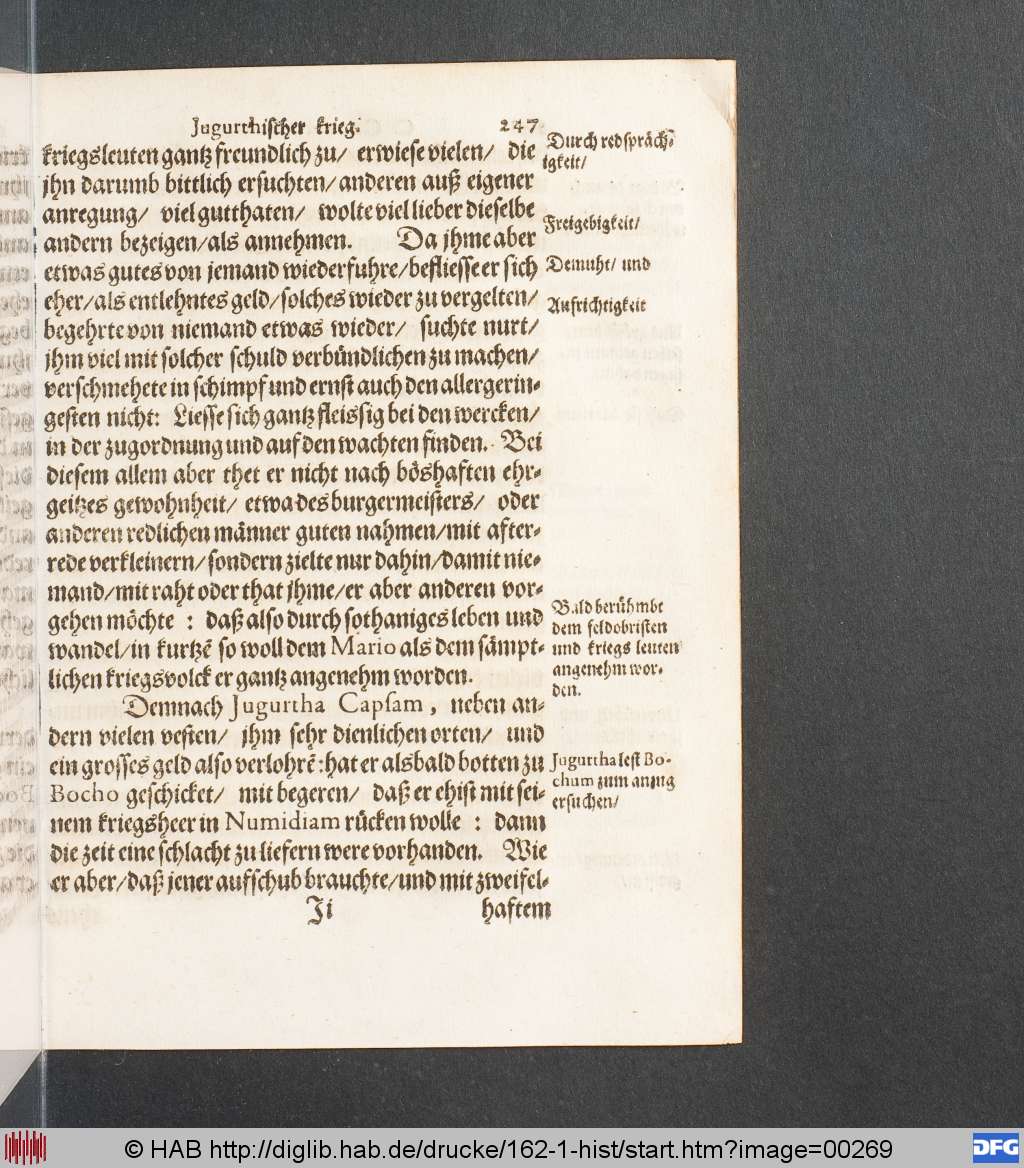 Jugurthischer krieg. 247
kriegsleuten gantz freundlich zu/ erwiese vielen/ die
jhn darumb bittlich ersuchten/ anderen auß eigener
anregung/ viel gutthaten/ wolte viel lieber dieselbe
andern bezeigen/als annehmen. Da jhme aber
etwas gutes von jemand wiederfuhre/befliesse er sich
eher/als entlehntes geld/solches wieder zu vergelten/
begehrte von niemand etwas wieder/ suchte nurt/
jhm viel mit solcher schuld verbündlichen zu machen/
verschmehete in schimpf und ernst auch den allergerin-
gesten nicht: Liesse sich gantz fleissig bei den wercken/
in der zugordnung und auf den wachten finden. Bei
diesem allem aber thet er nicht nach böshaften ehr-
geitzes gewohnheit/ etwa des burgermeisters/ oder
anderen redlichen männer guten nahmen/mit after-
rede verkleinern/sondern zielte nur dahin/damit nie-
mand/mit raht oder that jhme/er aber anderen vor-
gehen möchte : daß also durch sothaniges leben und
wandel/in kurtzẽ so woll dem Mario als dem sämpt-
lichen kriegsvolck er gantz angenehm worden.
Demnach Jugurtha Capsam, neben an-
dern vielen vesten/ jhm sehr dienlichen orten/ und
ein grosses geld also verlohrẽ:hat er alsbald botten zu
Bocho geschicket/ mit begeren/ daß er ehist mit sei-
nem kriegsheer in Numidiam rücken wolle : dann
die zeit eine schlacht zu liefern were vorhanden. Wie
er aber/daß jener aufschub brauchte/und mit zweifel-
Ji haftem
Durch redspräch-
igkeit/
Freigebigkeit/
Demuht/ und
Aufrichtigkeit
Bald berühmbt
dem feldobristen
und kriegs leuten
angenehm wor-
den.
Jugurtha lest Bo-
chum zum anzug
ersuchen/
© HAB http://diglib.hab.de/drucke/162-1-hist/start.htm?image=00269
DFG